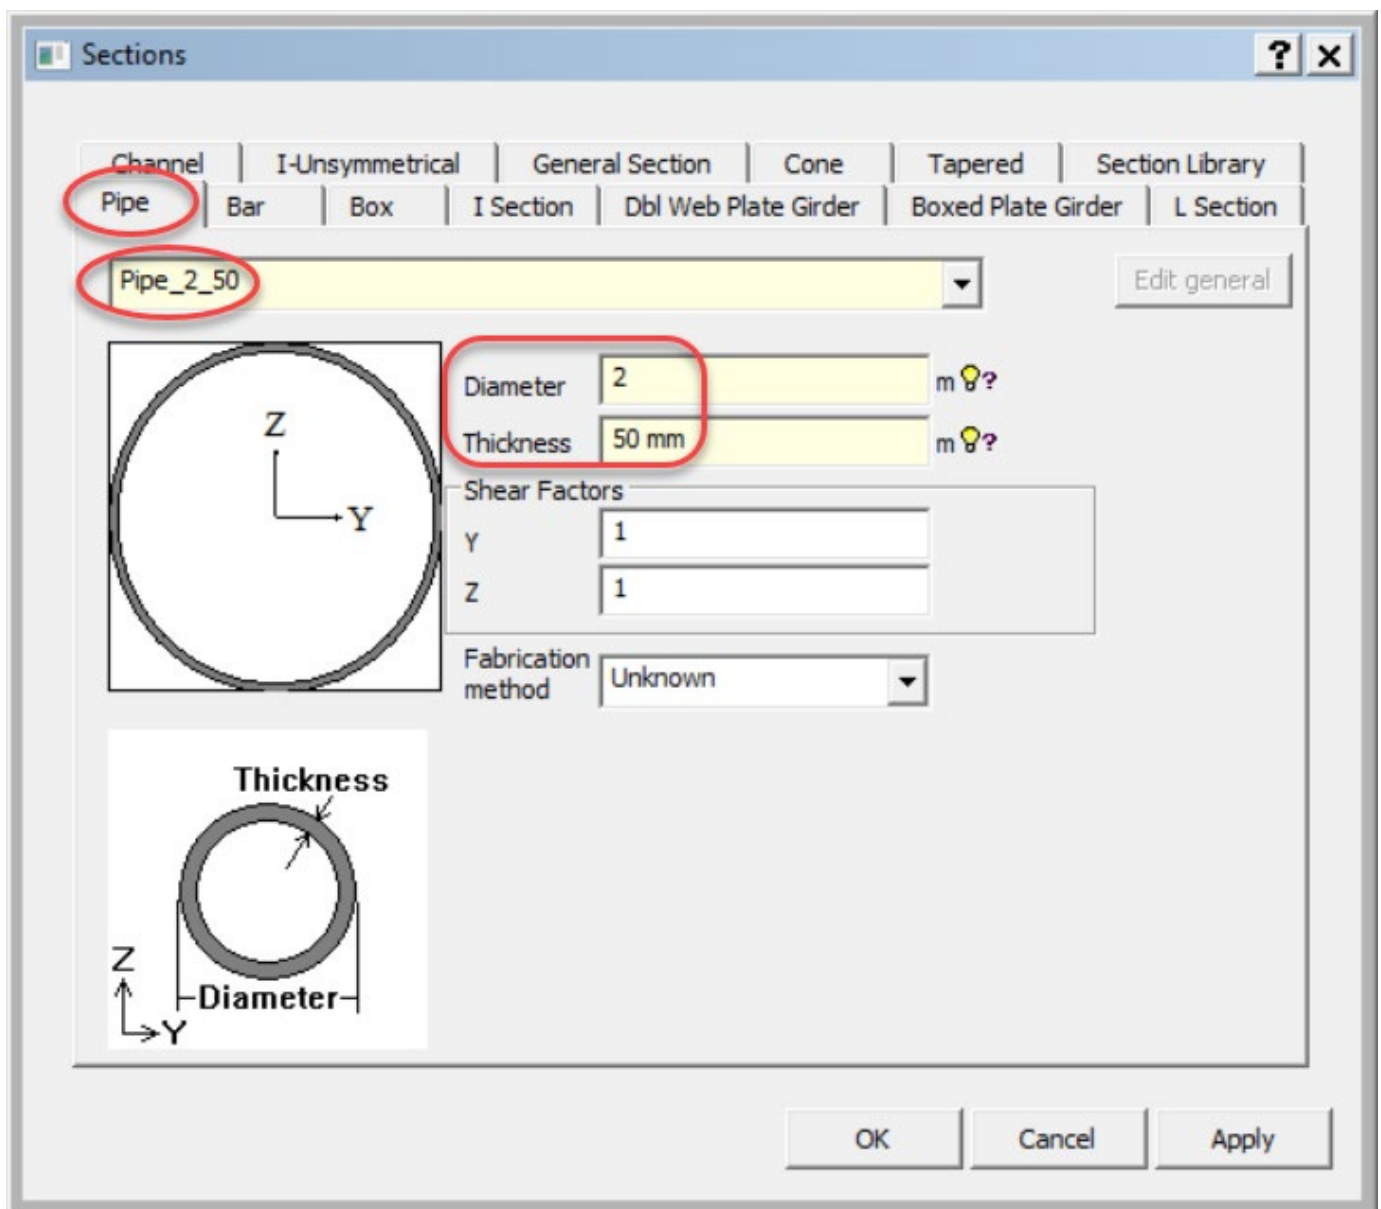 Sections
? X
Channel I-Unsymmetrical General Section Cone Tapered Section Library
Pipe Bar Box I Section Dbl Web Plate Girder Boxed Plate Girder L Section
Pipe_2_50 Edit general
Diameter 2 m ?
Thickness 50 mm m ?
Z
Y
Shear Factors
Y 1
Z 1
Fabrication
method Unknown
Thickness
Diameter
Z
Y
OK Cancel Apply